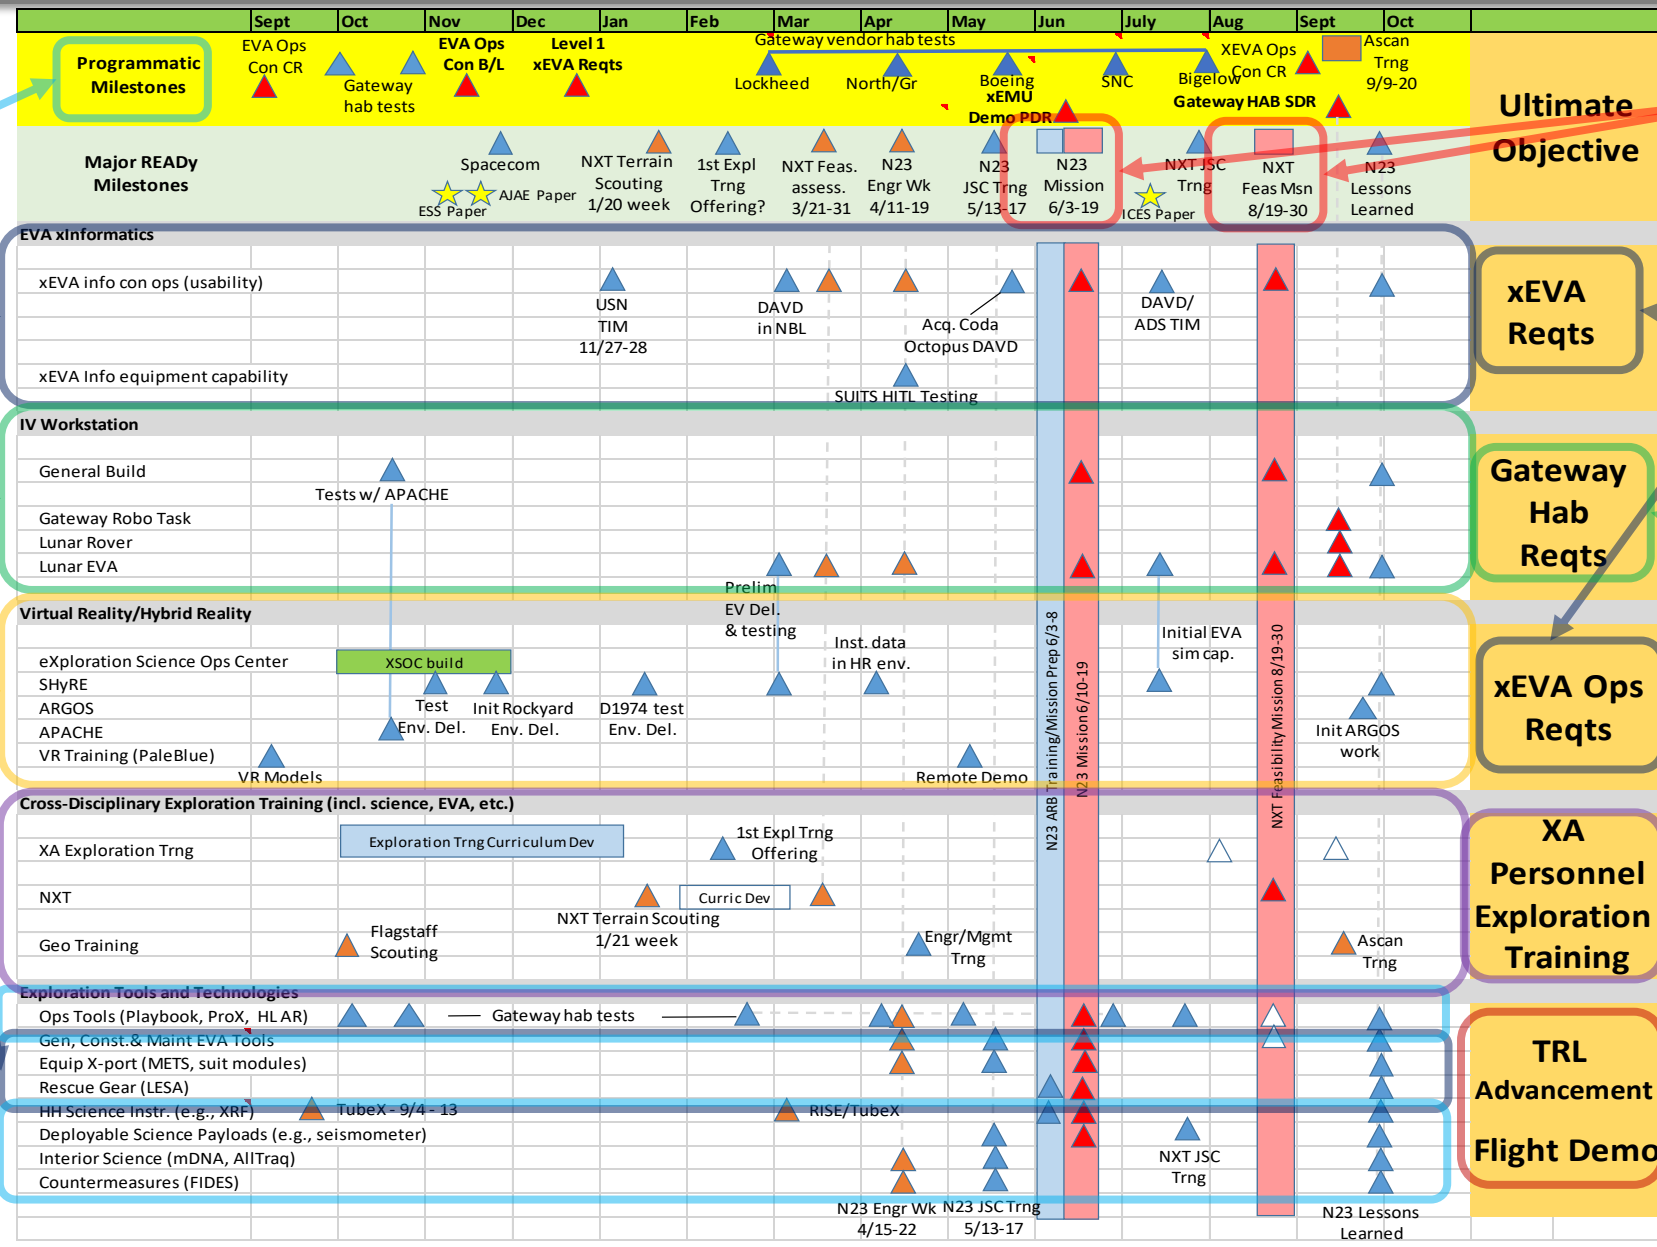 Sept Oct Nov Dec Jan Feb Mar Apr May Jun July Aug Sept Oct
Programmatic
Milestones
EVA Ops
Con CR
Gateway
hab tests
EVA Ops
Con B/L
Level 1
xEVA Reqts
Gateway vendor hab tests
Lockheed
North/Gr
Boeing
SNC
Bigelow
xEMU
Demo PDR
XEVA Ops
Con CR
Gateway HAB SDR
Ascan
Trng
9/9-20
Ultimate
Objective
Major READy
Milestones
Spacecom
ESS Paper
AJAE Paper
NXT Terrain
Scouting
1/20 week
1st Expl
Trng
Offering?
NXT Feas.
assess.
3/21-31
N23
Engr Wk
4/11-19
N23
JSC Trng
5/13-17
N23
Mission
6/3-19
NXT JSC
Trng
ICES Paper
NXT
Feas Msn
8/19-30
N23
Lessons
Learned
EVA xInformatics
xEVA info con ops (usability)
USN
TIM
11/27-28
DAVD
in NBL
Acq. Coda
Octopus DAVD
DAVD/
ADS TIM
xEVA Info equipment capability
SUITS HITL Testing
xEVA
Reqts
IV Workstation
General Build
Tests w/ APACHE
Gateway Robo Task
Lunar Rover
Lunar EVA
Prelim
EV Del.
& testing
Gateway
Hab
Reqts
Virtual Reality/Hybrid Reality
eXploration Science Ops Center
XSOC build
SHyRE
ARGOS
APACHE
VR Training (PaleBlue)
VR Models
Test
Env. Del.
Init Rockyard
Env. Del.
D1974 test
Env. Del.
Inst. data
in HR env.
Remote Demo
Initial EVA
sim cap.
Init ARGOS
work
N23 ARB Training/Mission Prep 6/3-8
N23 Mission 6/10-19
NXT Feasibility Mission 8/19-30
xEVA Ops
Reqts
Cross-Disciplinary Exploration Training (incl. science, EVA, etc.)
XA Exploration Trng
Exploration Trng Curriculum Dev
1st Expl Trng
Offering
NXT
Curric Dev
NXT Terrain Scouting
1/21 week
Geo Training
Flagstaff
Scouting
Engr/Mgmt
Trng
Ascan
Trng
XA
Personnel
Exploration
Training
Exploration Tools and Technologies
Ops Tools (Playbook, ProX, HLAR)
Gateway hab tests
Gen, Const.& Maint EVA Tools
Equip X-port (METS, suit modules)
Rescue Gear (LESA)
HH Science Instr. (e.g., XRF)
TubeX - 9/4 - 13
RISE/TubeX
Deployable Science Payloads (e.g., seismometer)
Interior Science (mDNA, AllTraq)
Countermeasures (FIDES)
NXT JSC
Trng
N23 Engr Wk
4/15-22
N23 JSC Trng
5/13-17
N23 Lessons
Learned
TRL
Advancement
Flight Demo